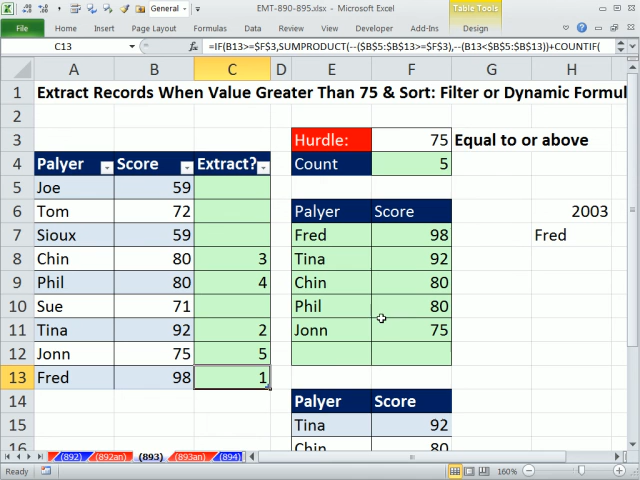 EMT-890-895.xlsx
Table Tools
General
File Home Insert Page Layout Formulas Data Review View Developer Add-Ins Design
C13 fx =IF(B13>=$F$3,SUMPRODUCT(--($B$5:$B$13>=$F$3),--(B13<$B$5:$B$13))+COUNTIF(
A B C D E F G H
1 Extract Records When Value Greater Than 75 & Sort: Filter or Dynamic Formul
2
3 Hurdle: 75 Equal to or above
4 Palyer Score Extract? Count 5
5 Joe 59
6 Tom 72 Palyer Score 2003
7 Sioux 59 Fred 98 Fred
8 Chin 80 3 Tina 92
9 Phil 80 4 Chin 80
10 Sue 71 Phil 80
11 Tina 92 2 Jonn 75
12 Jonn 75 5
13 Fred 98 1
14 Palyer Score
15 Tina 92
16 Chin 80
(892) (892an) (893) (893an) (894)
Ready 160%